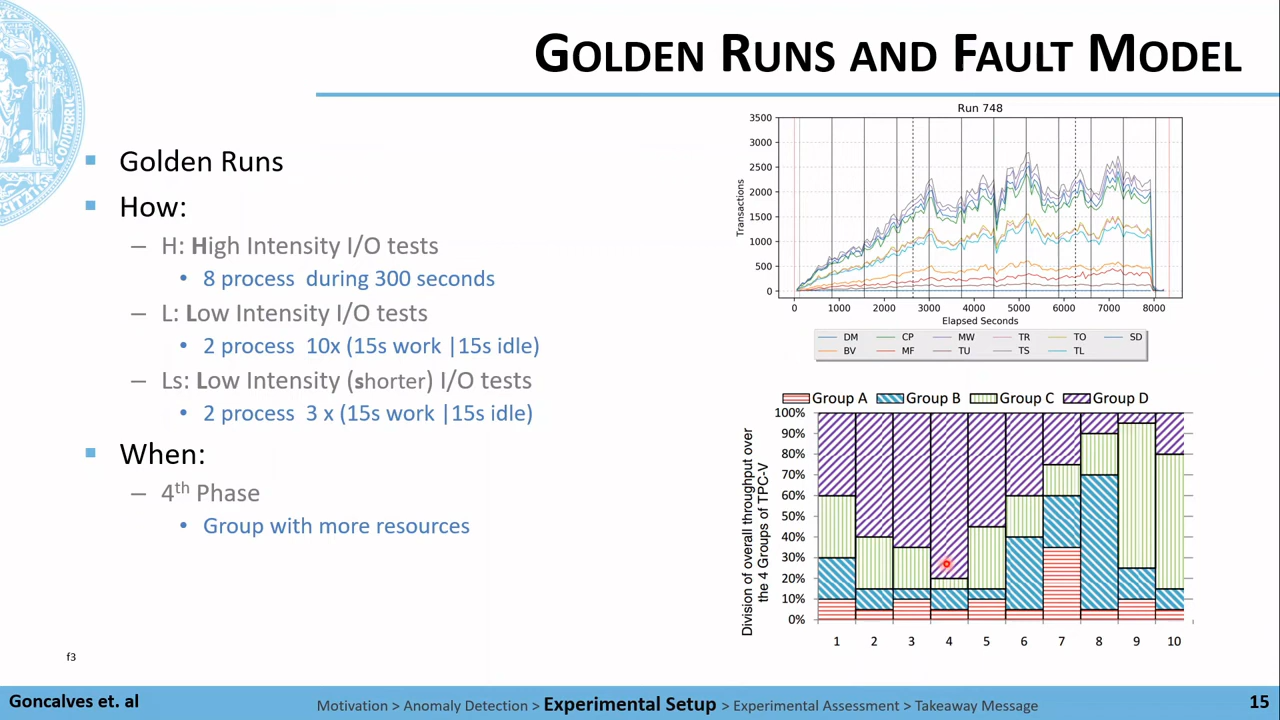 GOLDEN RUNS AND FAULT MODEL
Golden Runs
How:
– H: High Intensity I/O tests
• 8 process during 300 seconds
– L: Low Intensity I/O tests
• 2 process 10x (15s work |15s idle)
– Ls: Low Intensity (shorter) I/O tests
• 2 process 3 x (15s work |15s idle)
When:
– 4th Phase
• Group with more resources
f3
Run 748
Transactions
3500
3000
2500
2000
1500
1000
500
0
0 1000 2000 3000 4000 5000 6000 7000 8000
Elapsed Seconds
DM CP MW TR TO SD
BV MF TU TS TL
Group A Group B Group C Group D
Division of overall throughput over
the 4 Groups of TPC-V
100%
90%
80%
70%
60%
50%
40%
30%
20%
10%
0%
1 2 3 4 5 6 7 8 9 10
Goncalves et. al
Motivation > Anomaly Detection > Experimental Setup > Experimental Assessment > Takeaway Message
15